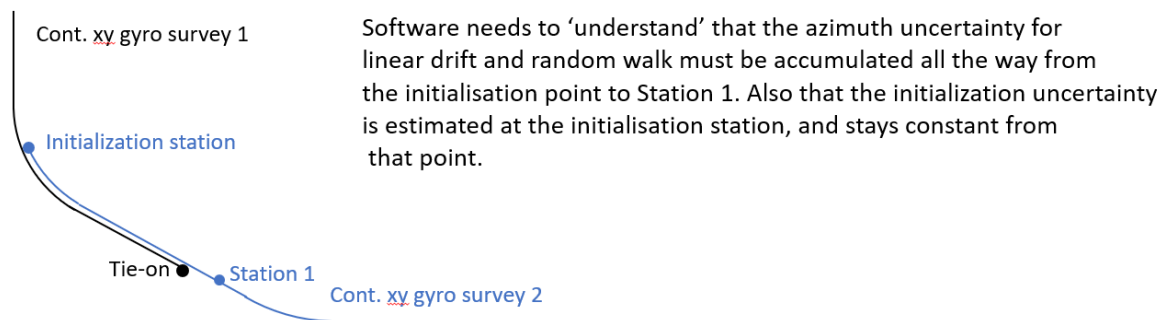 Cont. xy gyro survey 1
Software needs to ‘understand’ that the azimuth uncertainty for
linear drift and random walk must be accumulated all the way from
the initialisation point to Station 1. Also that the initialization uncertainty
is estimated at the initialisation station, and stays constant from
that point.
Initialization station
Tie-on
Station 1
Cont. xy gyro survey 2